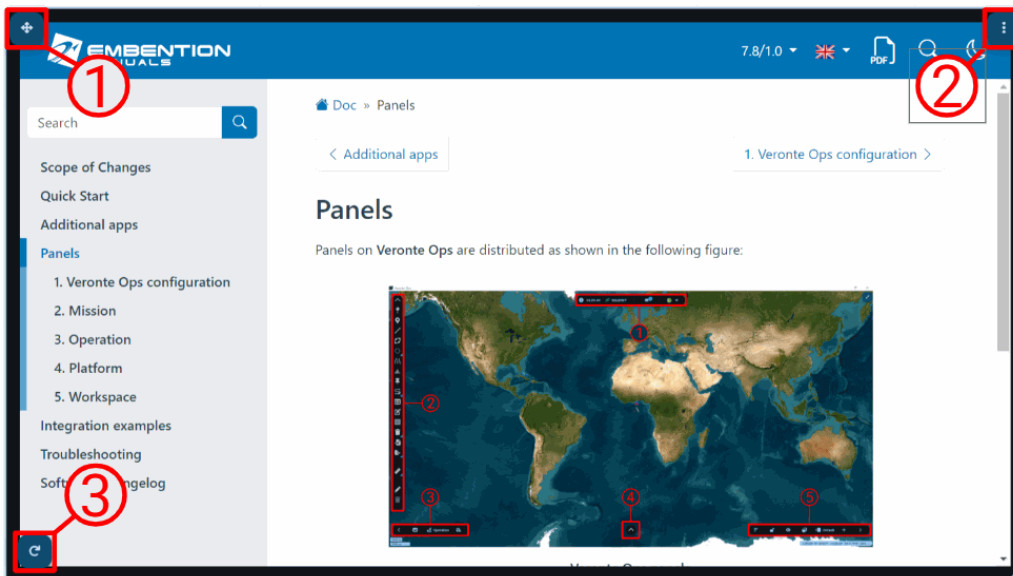 EMBENTION
7.8/1.0
PDF
1
2
Search
Doc » Panels
Additional apps
1. Veronte Ops configuration
Scope of Changes
Quick Start
Additional apps
Panels
1. Veronte Ops configuration
2. Mission
3. Operation
4. Platform
5. Workspace
Integration examples
Troubleshooting
Panels
Panels on Veronte Ops are distributed as shown in the following figure:
1
2
3
4
5
3